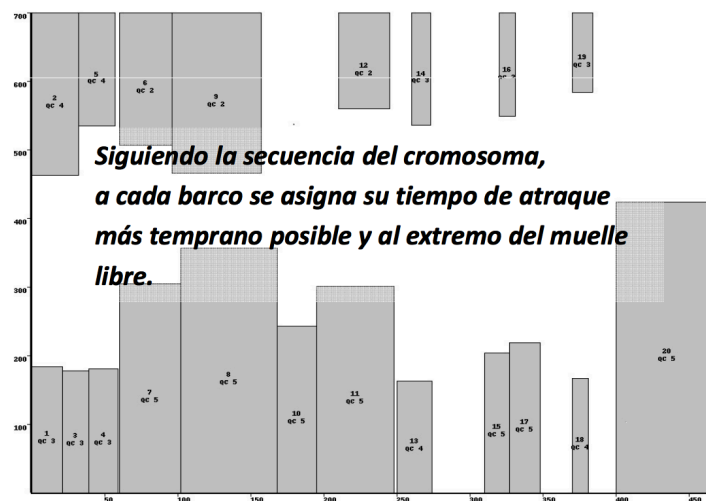 700
2
QC 4
5
QC 4
6
QC 2
9
QC 2
12
QC 2
14
QC 3
16
19
QC 3
600
500
Siguiendo la secuencia del cromosoma,
a cada barco se asigna su tiempo de atraque
más temprano posible y al extremo del muelle
libre.
400
300
200
100
1
QC 3
3
QC 3
4
QC 3
7
QC 5
8
QC 5
10
QC 5
11
QC 5
13
QC 4
15
QC 5
17
QC 5
18
QC 4
20
QC 5
50
100
150
200
250
300
350
400
450